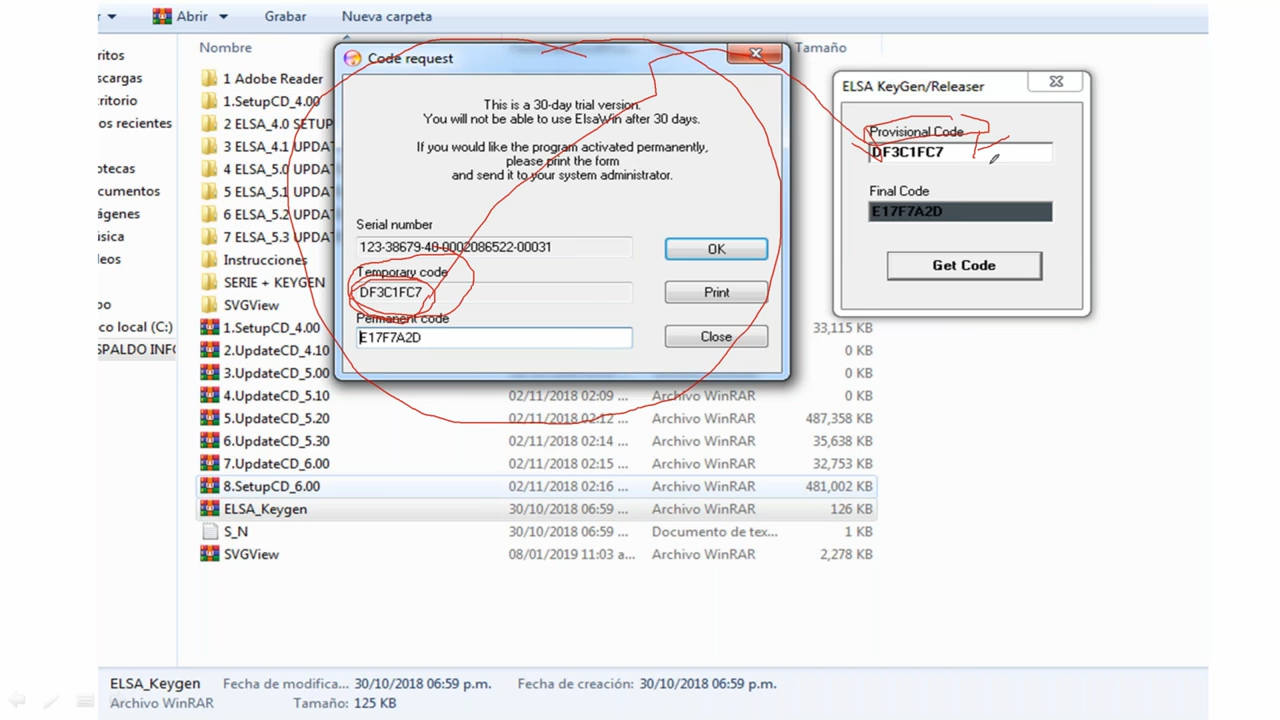 Abrir
Grabar
Nueva carpeta
Nombre
Tamaño
ritos
scargas
critorio
os recientes
otecas
cumentos
ágenes
úsica
deos
po
co local (C:)
SPALDO INFO
1 Adobe Reader
1.SetupCD_4.00
2 ELSA_4.0 SETUP
3 ELSA_4.1 UPDAT
4 ELSA_5.0 UPDAT
5 ELSA_5.1 UPDAT
6 ELSA_5.2 UPDAT
7 ELSA_5.3 UPDAT
Instrucciones
SERIE + KEYGEN
SVGView
1.SetupCD_4.00 33,115 KB
2.UpdateCD_4.10 0 KB
3.UpdateCD_5.00 0 KB
4.UpdateCD_5.10 02/11/2018 02:09 ... Archivo WinRAR 0 KB
5.UpdateCD_5.20 02/11/2018 02:12 ... Archivo WinRAR 487,358 KB
6.UpdateCD_5.30 02/11/2018 02:14 ... Archivo WinRAR 35,638 KB
7.UpdateCD_6.00 02/11/2018 02:15 ... Archivo WinRAR 32,753 KB
8.SetupCD_6.00 02/11/2018 02:16 ... Archivo WinRAR 481,002 KB
ELSA_Keygen 30/10/2018 06:59 ... Archivo WinRAR 126 KB
S_N 30/10/2018 06:59 ... Documento de tex... 1 KB
SVGView 08/01/2019 11:03 a... Archivo WinRAR 2,278 KB
Code request
This is a 30-day trial version.
You will not be able to use ElsaWin after 30 days.
If you would like the program activated permanently,
please print the form
and send it to your system administrator.
Serial number
123-38679-40-0002086522-00031
OK
Temporary code
DF3C1FC7
Print
Permanent code
E17F7A2D
Close
ELSA KeyGen/Releaser
Provisional Code
DF3C1FC7
Final Code
E17F7A2D
Get Code
ELSA_Keygen Fecha de modifica... 30/10/2018 06:59 p.m. Fecha de creación: 30/10/2018 06:59 p.m.
Archivo WinRAR Tamaño: 125 KB